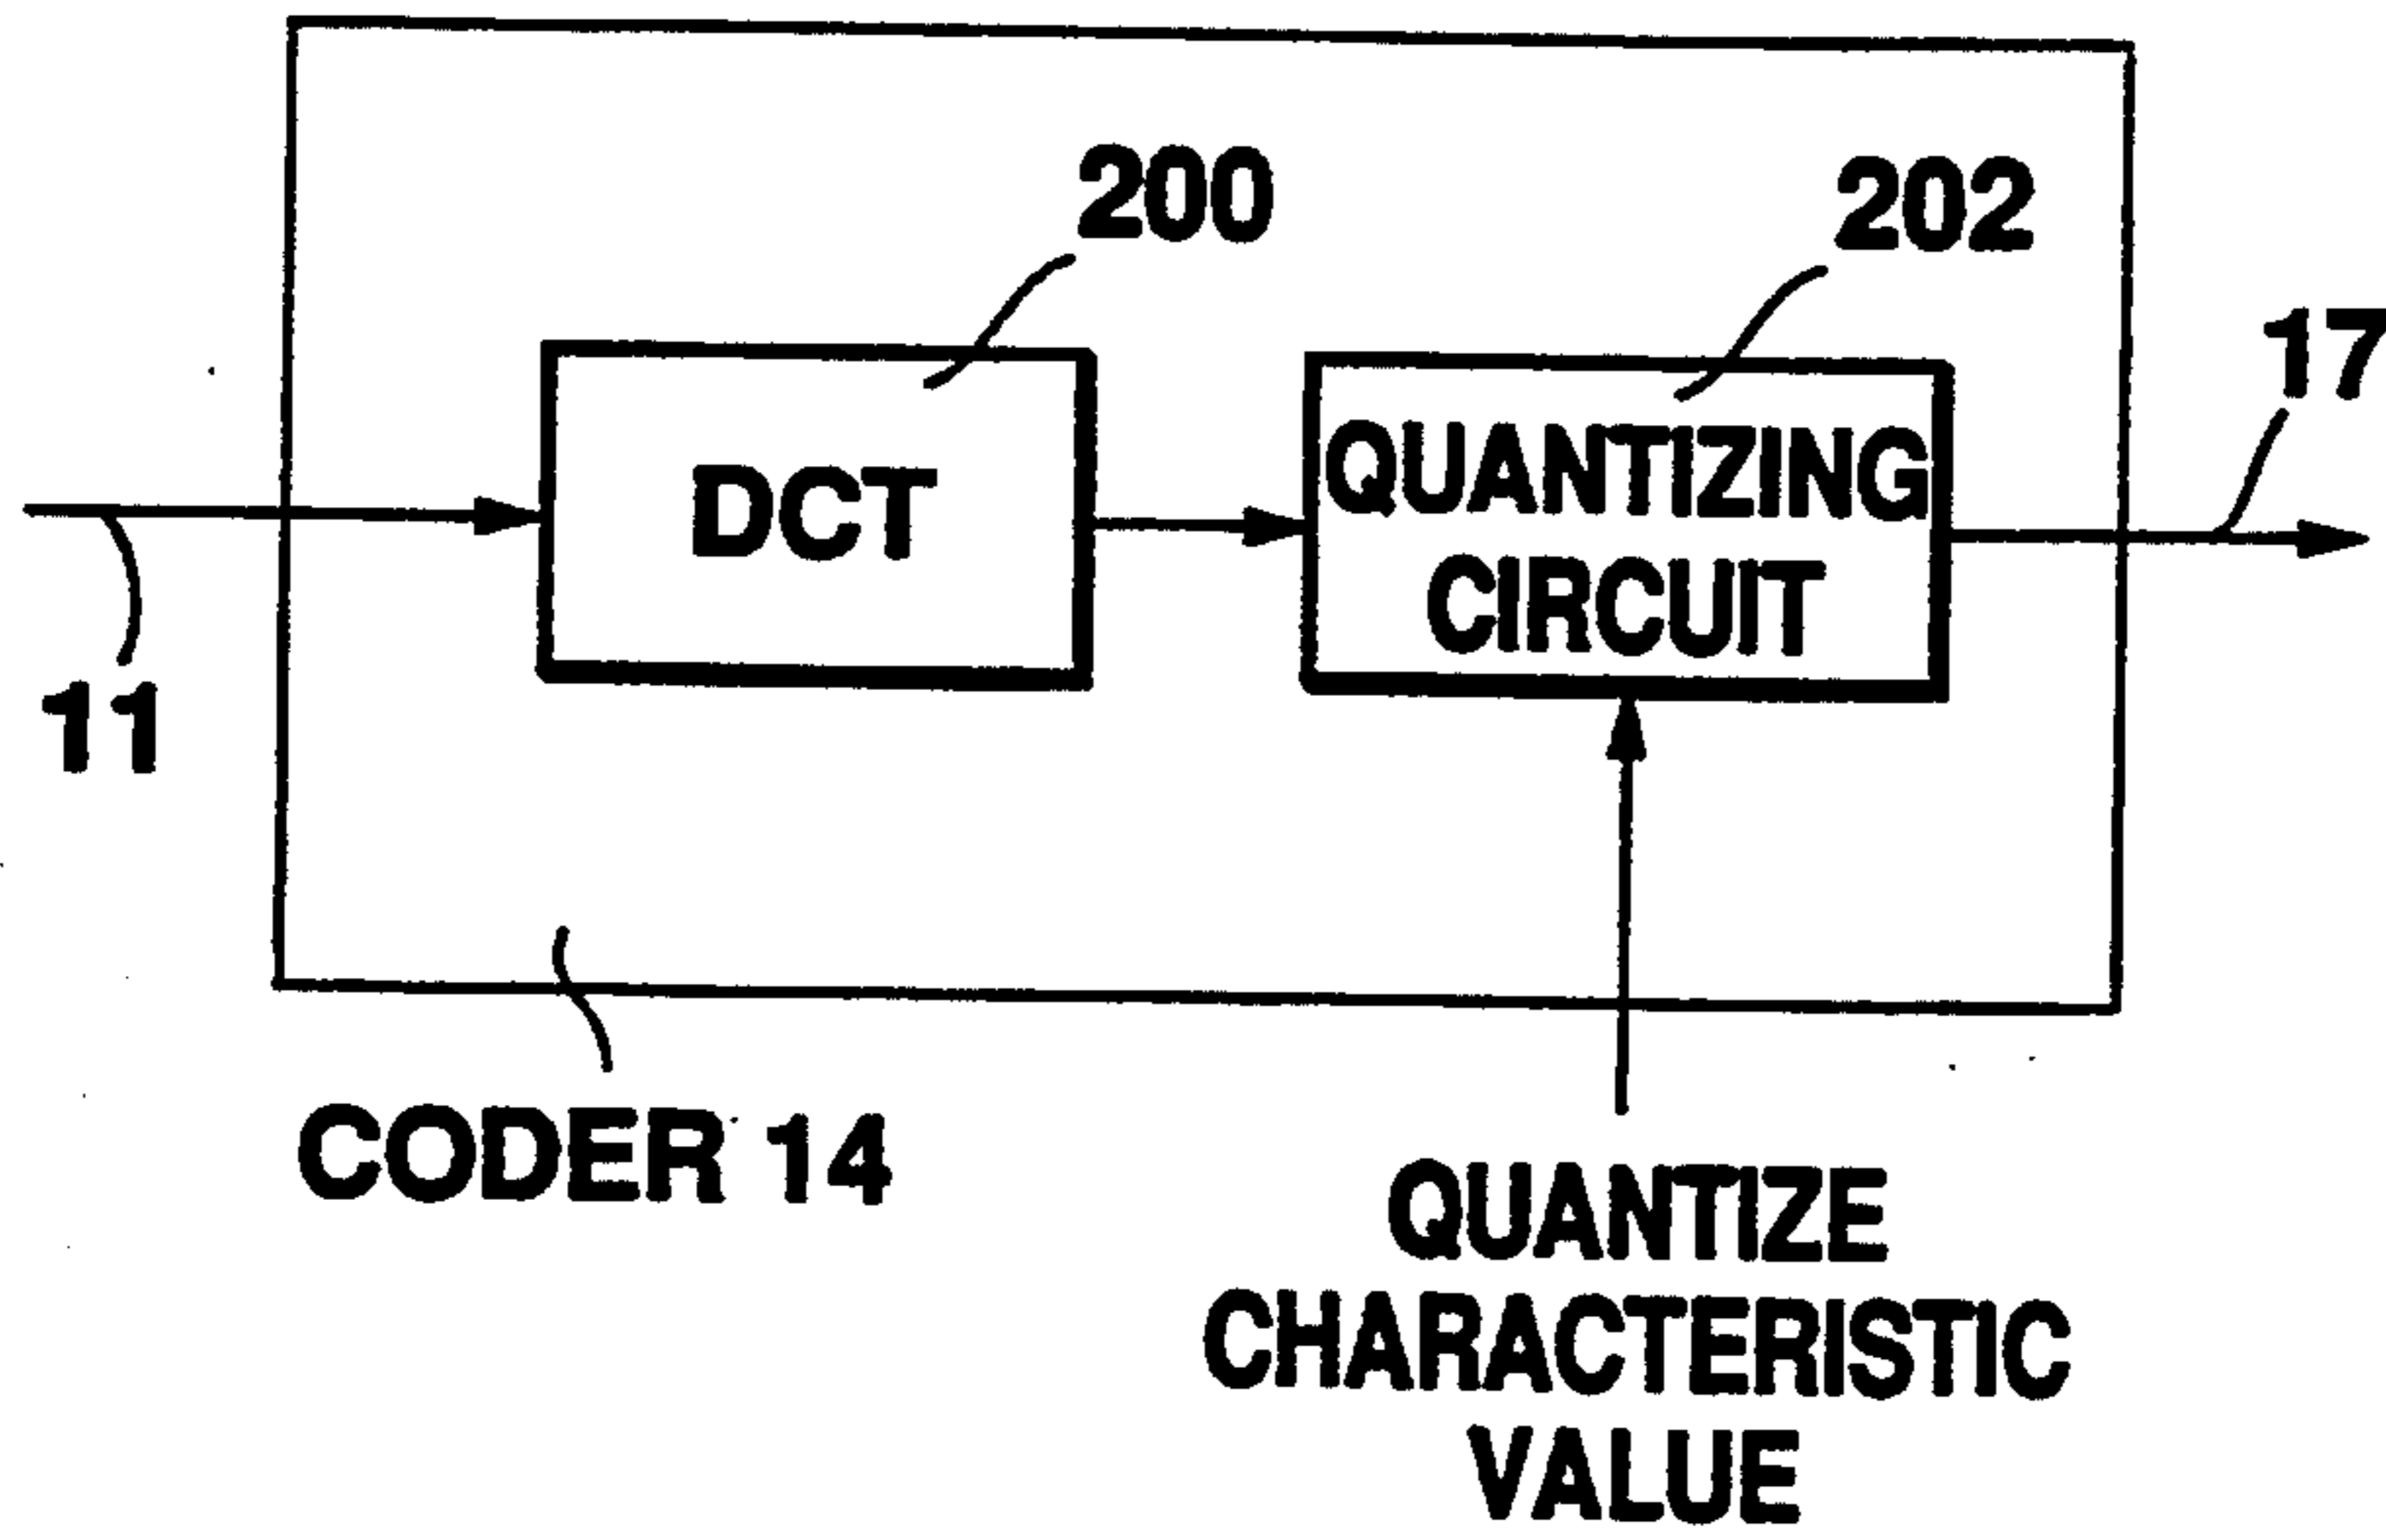 200
202
17
DCT
QUANTIZING
CIRCUIT
11
CODER 14
QUANTIZE
CHARACTERISTIC
VALUE